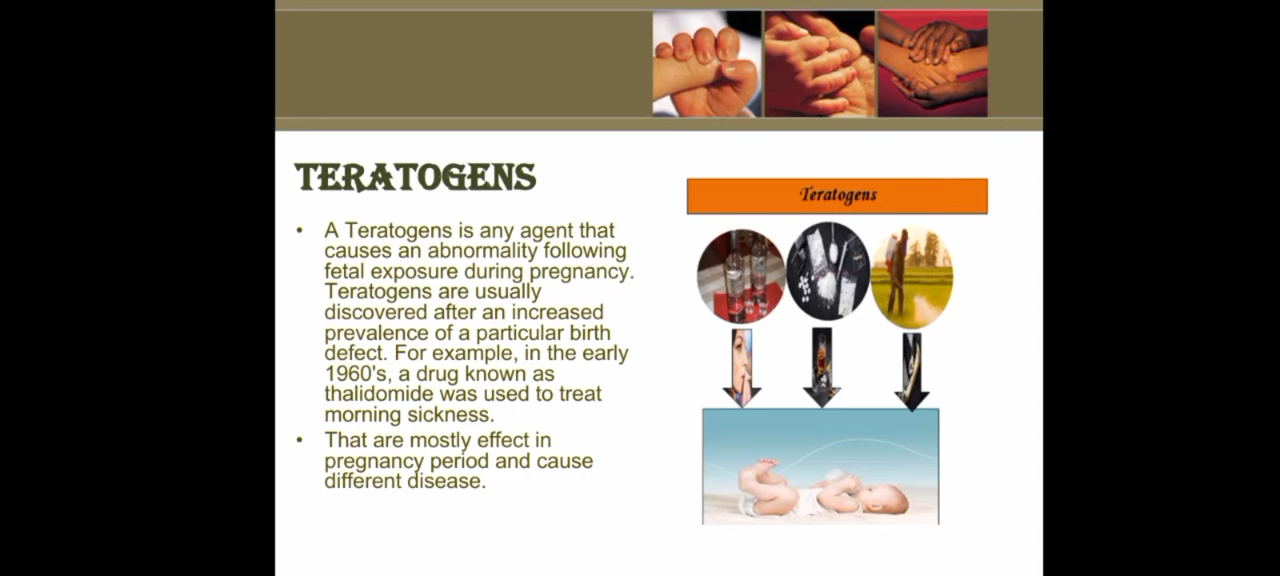 TERATOGENS
• A Teratogens is any agent that
causes an abnormality following
fetal exposure during pregnancy.
Teratogens are usually
discovered after an increased
prevalence of a particular birth
defect. For example, in the early
1960's, a drug known as
thalidomide was used to treat
morning sickness.
• That are mostly effect in
pregnancy period and cause
different disease.
Teratogens